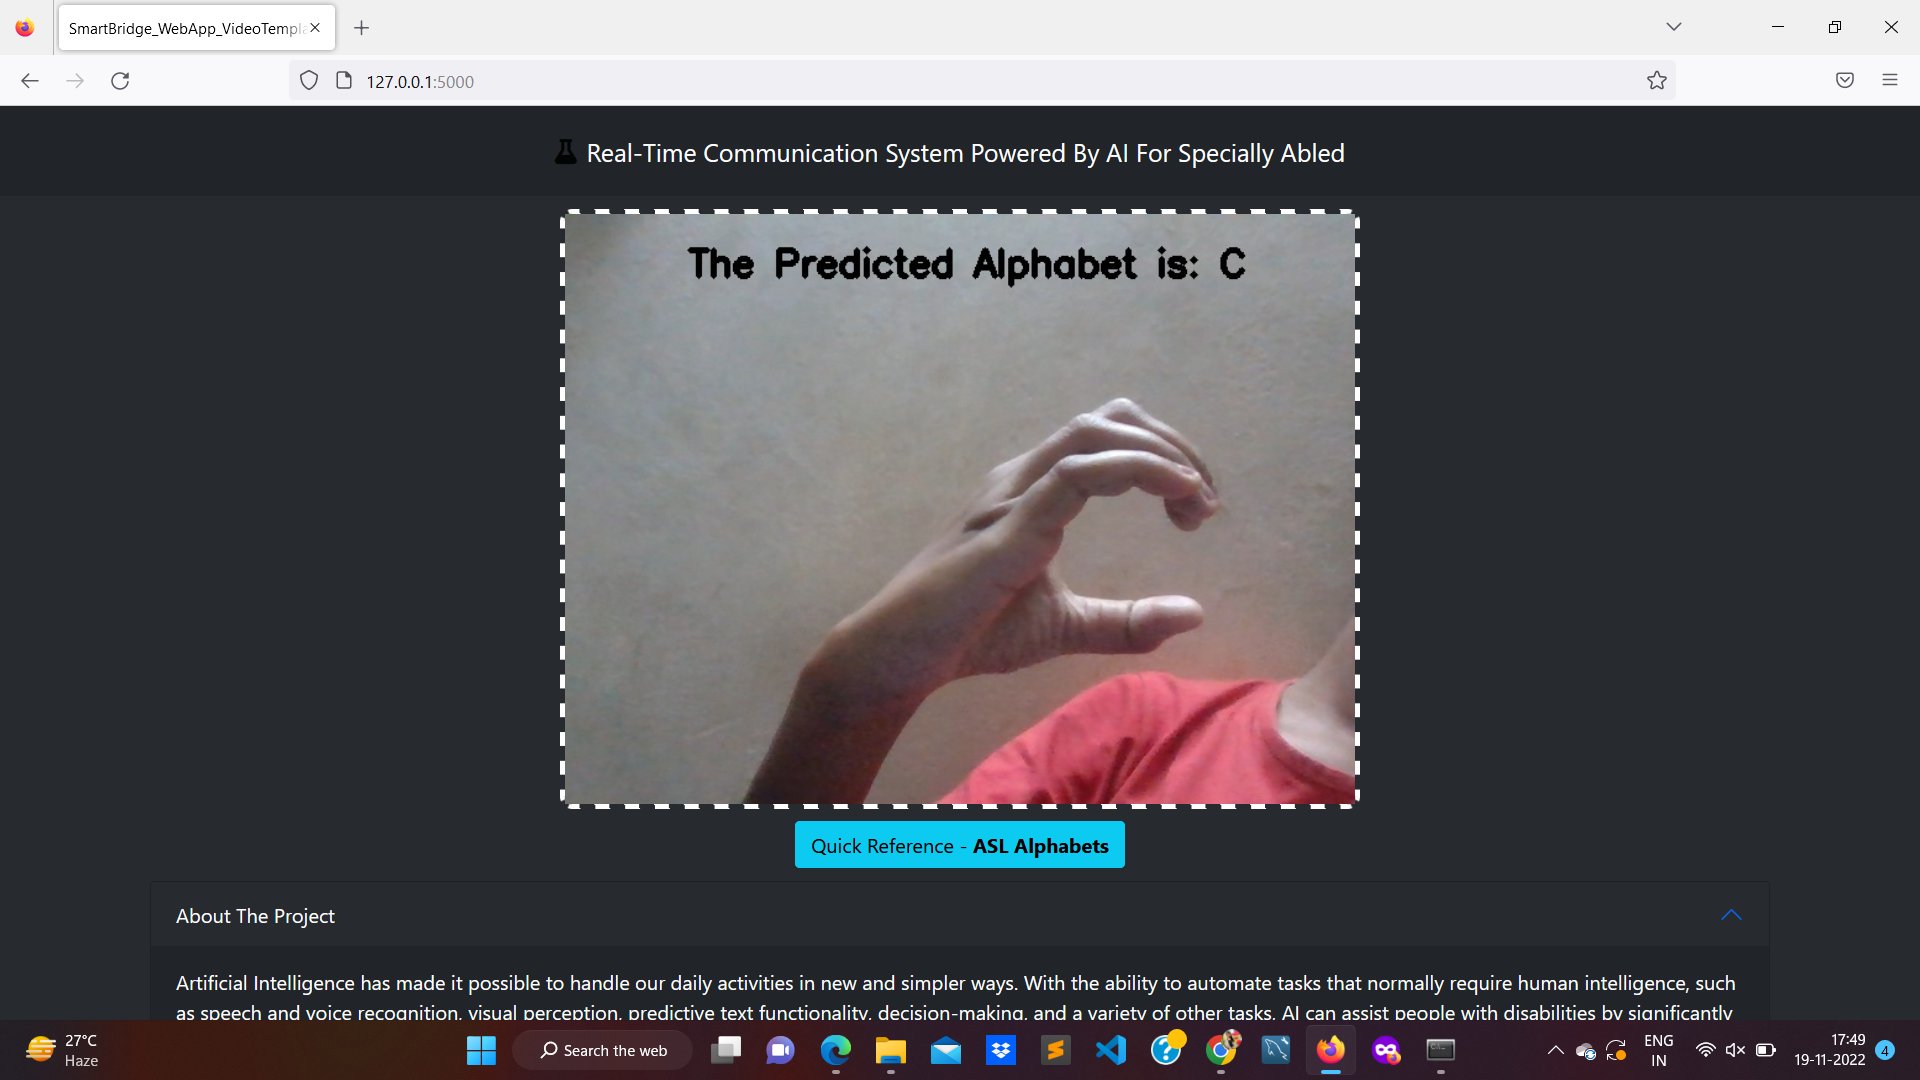 SmartBridge_WebApp_VideoTempla
127.0.0.1:5000
Real-Time Communication System Powered By AI For Specially Abled
The Predicted Alphabet is: C
Quick Reference - ASL Alphabets
About The Project
Artificial Intelligence has made it possible to handle our daily activities in new and simpler ways. With the ability to automate tasks that normally require human intelligence, such
as speech and voice recognition, visual perception, predictive text functionality, decision-making, and a variety of other tasks, AI can assist people with disabilities by significantly
27°C
Haze
Search the web
ENG
IN
17:49
19-11-2022
4